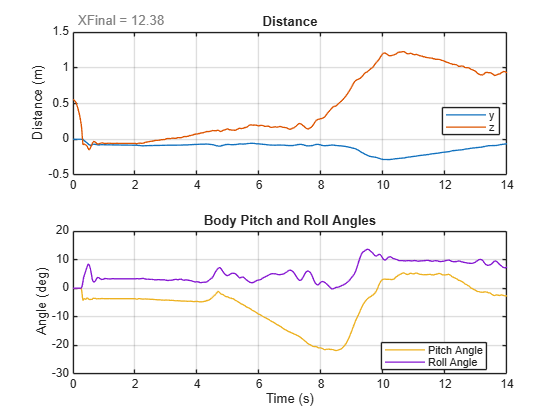 XFinal = 12.38
Distance
1.5
1
0.5
0
-0.5
Distance (m)
y
z
0 2 4 6 8 10 12 14
Body Pitch and Roll Angles
20
10
0
-10
-20
-30
Angle (deg)
Pitch Angle
Roll Angle
0 2 4 6 8 10 12 14
Time (s)